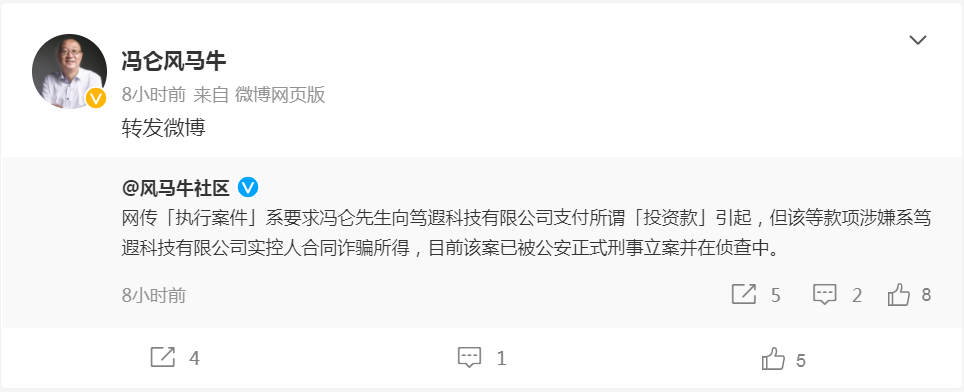 冯仑风马牛
8小时前 来自 微博网页版
转发微博
@风马牛社区
网传「执行案件」系要求冯仑先生向笃遐科技有限公司支付所谓「投资款」引起，但该等款项涉嫌系笃
遐科技有限公司实控人合同诈骗所得，目前该案已被公安正式刑事立案并在侦查中。
8小时前 5 2 8
4 1 5